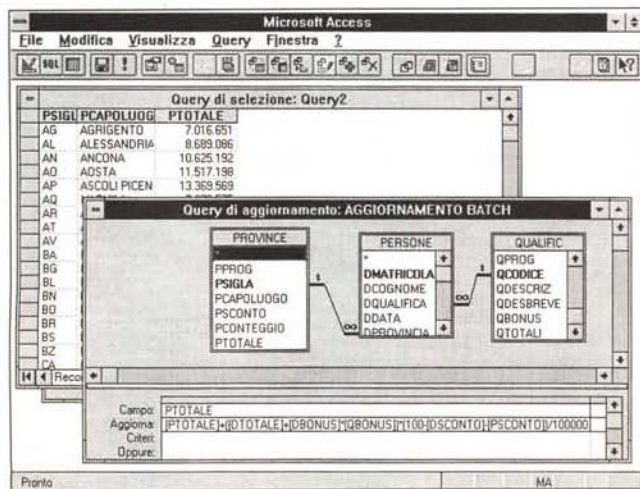 Microsoft Access
File Modifica Visualizza Query Finestra ?
SQL
Query di selezione: Query2
PSIGL PCAPOLUOG PTOTALE
AG AGRIGENTO 7.016.651
AL ALESSANDRIA 8.689.086
AN ANCONA 10.625.192
AO AOSTA 11.517.198
AP ASCOLI PICEN 13.369.569
AQ
AR
AT
AV
BA
BG
BL
BN
BO
BR
BS
BZ
CA
Recor
Query di aggiornamento: AGGIORNAMENTO BATCH
PROVINCE
*
PPROG
PSIGLA
PCAPOLUOGO
PSCONTO
PCONTEGGIO
PTOTALE
1
∞
PERSONE
*
DMATRICOLA
DCOGNOME
DQUALIFICA
DDATA
DPROVINCIA
1
∞
QUALIFIC
QPROG
QCODICE
QDESCRIZ
QDESBREVE
QBONUS
QTOTALI
Campo: PTOTALE
Aggiorna: [PTOTALE]+([DTOTALE]+[DBONUS]*[QBONUS])*(100-[DSCONTO]-[PSCONTO])/100000
Criteri:
Oppure:
Pronto MA